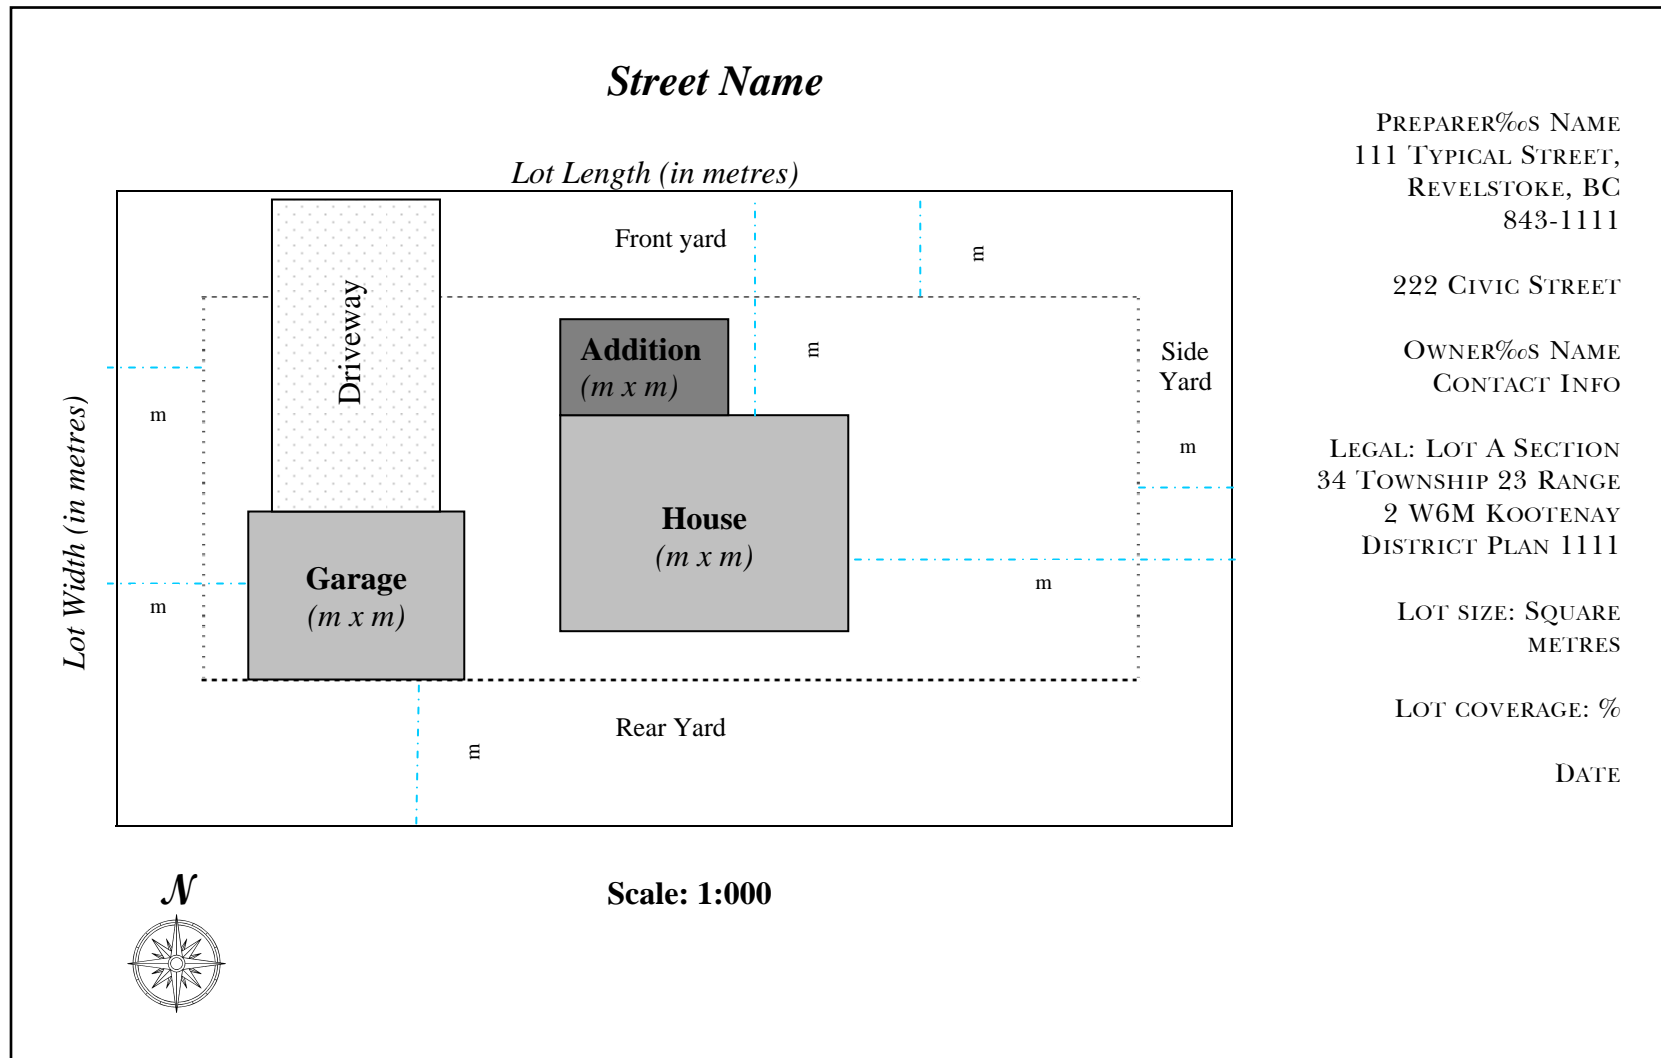 Street Name
Lot Length (in metres)
Front yard
m
Driveway
Addition
(m x m)
m
Side
Yard
m
m
Lot Width (in metres)
House
(m x m)
m
Garage
(m x m)
m
Rear Yard
m
N
Scale: 1:000
Preparer‰s Name
111 Typical Street,
Revelstoke, BC
843-1111
222 Civic Street
Owner‰s Name
Contact Info
Legal: Lot A Section
34 Township 23 Range
2 W6M Kootenay
District Plan 1111
Lot size: Square
metres
Lot coverage: %
Date